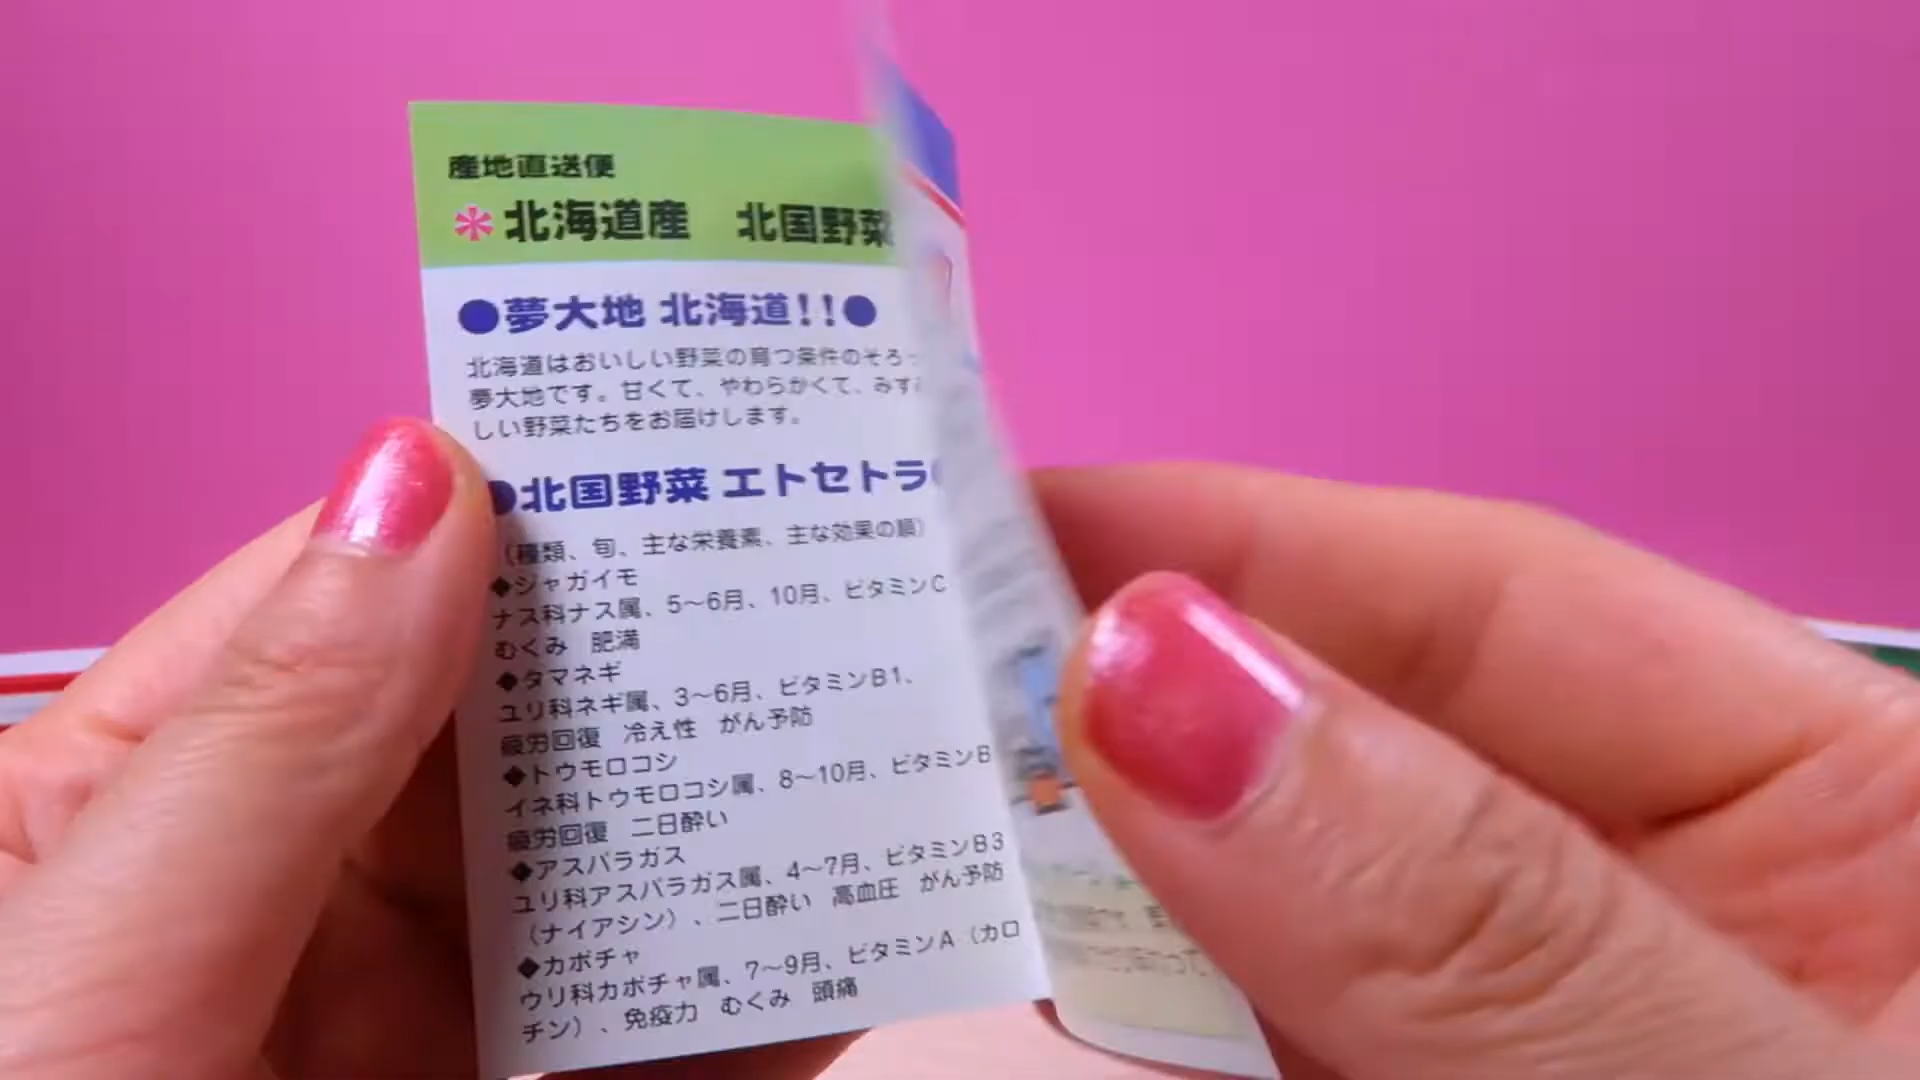 産地直送便
*北海道産 北国野菜
●夢大地 北海道!!●
北海道はおいしい野菜の育つ条件のそろ
夢大地です。甘くて、やわらかくて、みず
しい野菜たちをお届けします。
●北国野菜 エトセトラ
(種類、旬、主な栄養素、主な効果の順)
◆ジャガイモ
ナス科ナス属、5〜6月、10月、ビタミンC
むくみ 肥満
◆タマネギ
ユリ科ネギ属、3〜6月、ビタミンB1、
疲労回復 冷え性 がん予防
◆トウモロコシ
イネ科トウモロコシ属、8〜10月、ビタミンB
疲労回復 二日酔い
◆アスパラガス
ユリ科アスパラガス属、4〜7月、ビタミンB3
(ナイアシン)、二日酔い 高血圧 がん予防
◆カボチャ
ウリ科カボチャ属、7〜9月、ビタミンA(カロ
チン)、免疫力 むくみ 頭痛